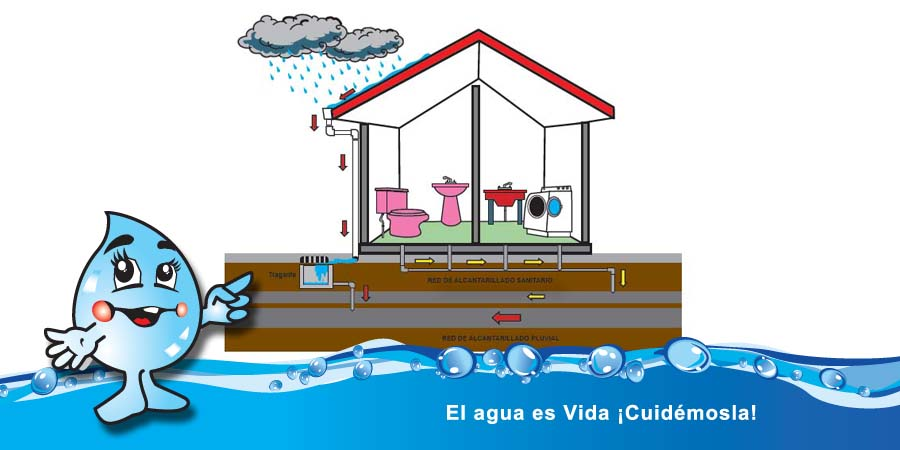 Tragante
RED DE ALCANTARILLADO SANITARIO
RED DE ALCANTARILLADO PLUVIAL
El agua es Vida ¡Cuidémosla!